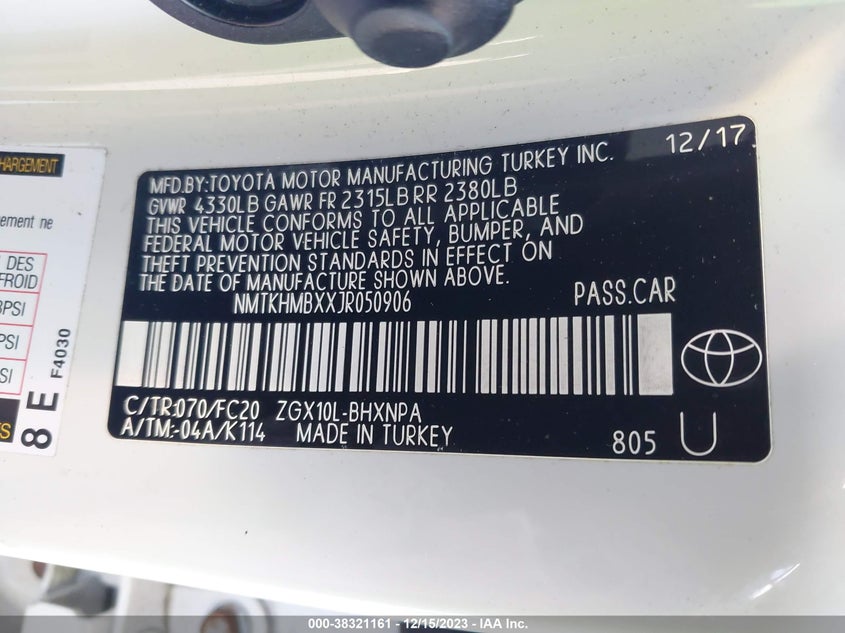 HARGEMENT
ement ne
DES
FROID
PSI
PSI
SI
F4030
8 E
12/17
MFD.BY:TOYOTA MOTOR MANUFACTURING TURKEY INC.
GVWR 4330LB GAWR FR 2315LB RR 2380LB
THIS VEHICLE CONFORMS TO ALL APPLICABLE
FEDERAL MOTOR VEHICLE SAFETY, BUMPER, AND
THEFT PREVENTION STANDARDS IN EFFECT ON
THE DATE OF MANUFACTURE SHOWN ABOVE.
NMTKHMBXXJR050906 PASS.CAR
C/TR:070/FC20 ZGX10L-BHXNPA
A/TM:-04A/K114 MADE IN TURKEY
805 U
000-38321161 - 12/15/2023 - IAA Inc.